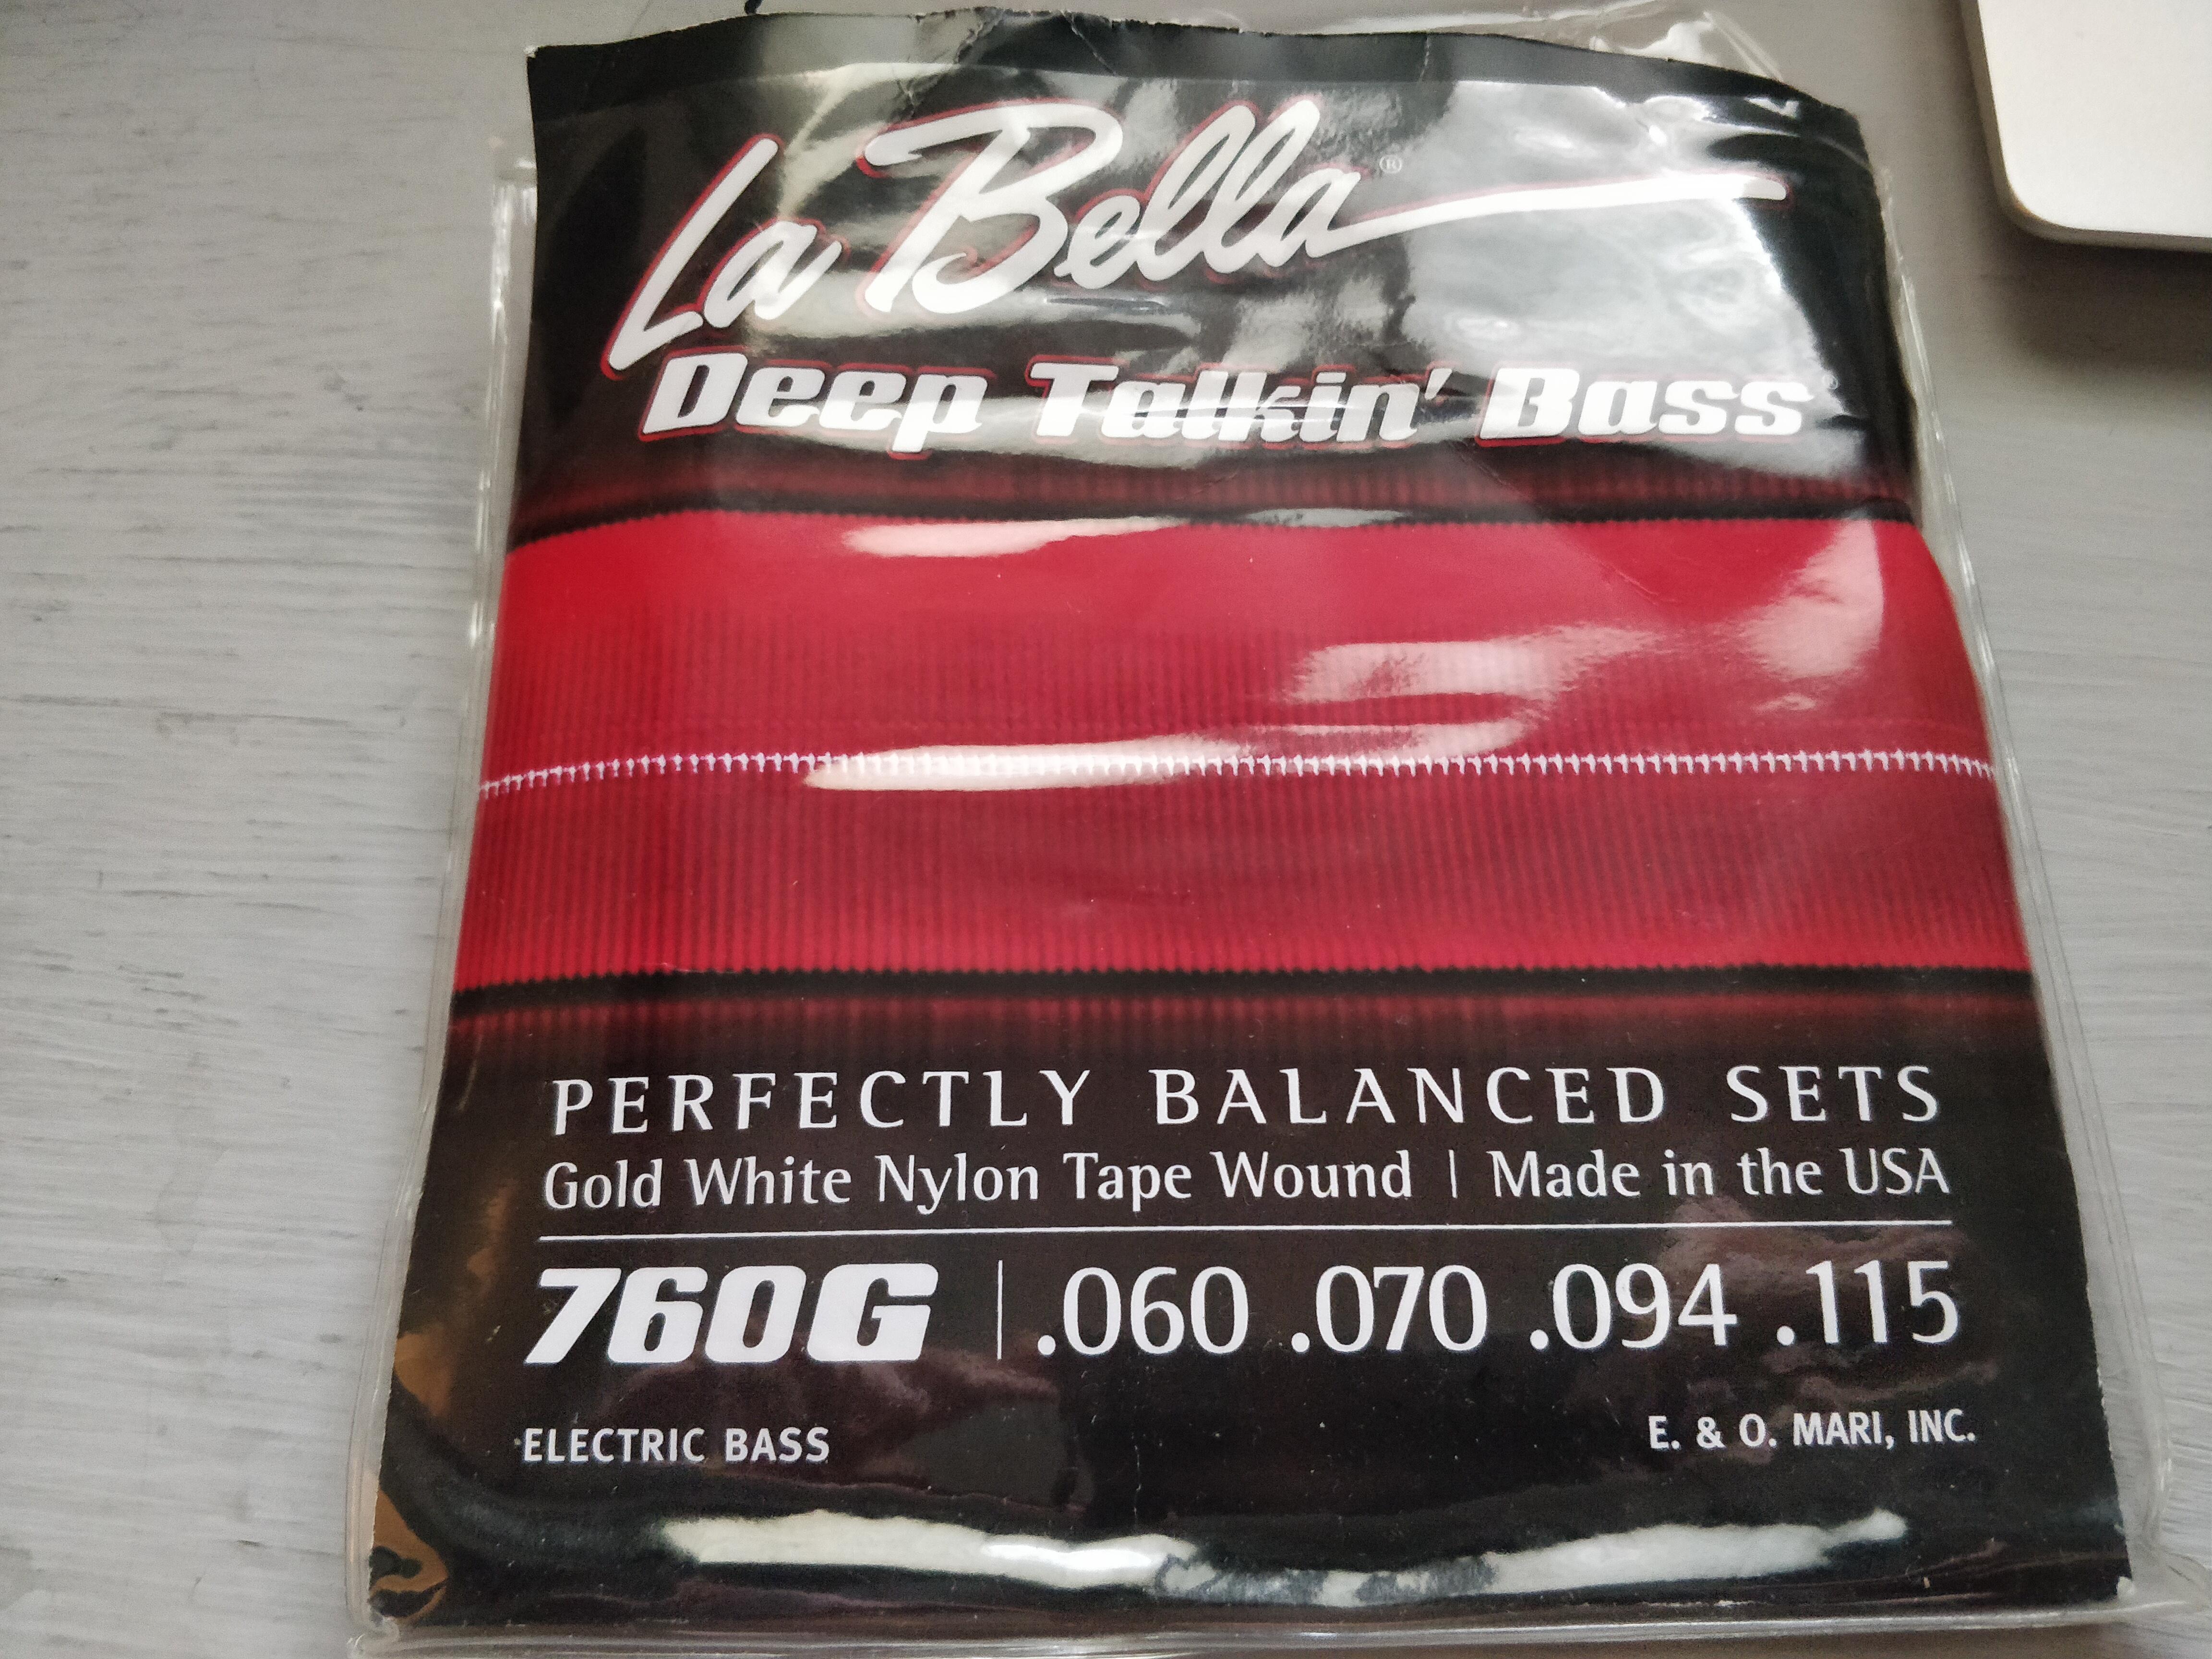 La Bella®
Deep Talkin' Bass®
PERFECTLY BALANCED SETS
Gold White Nylon Tape Wound | Made in the USA
760G | .060 .070 .094 .115
ELECTRIC BASS
E. & O. MARI, INC.